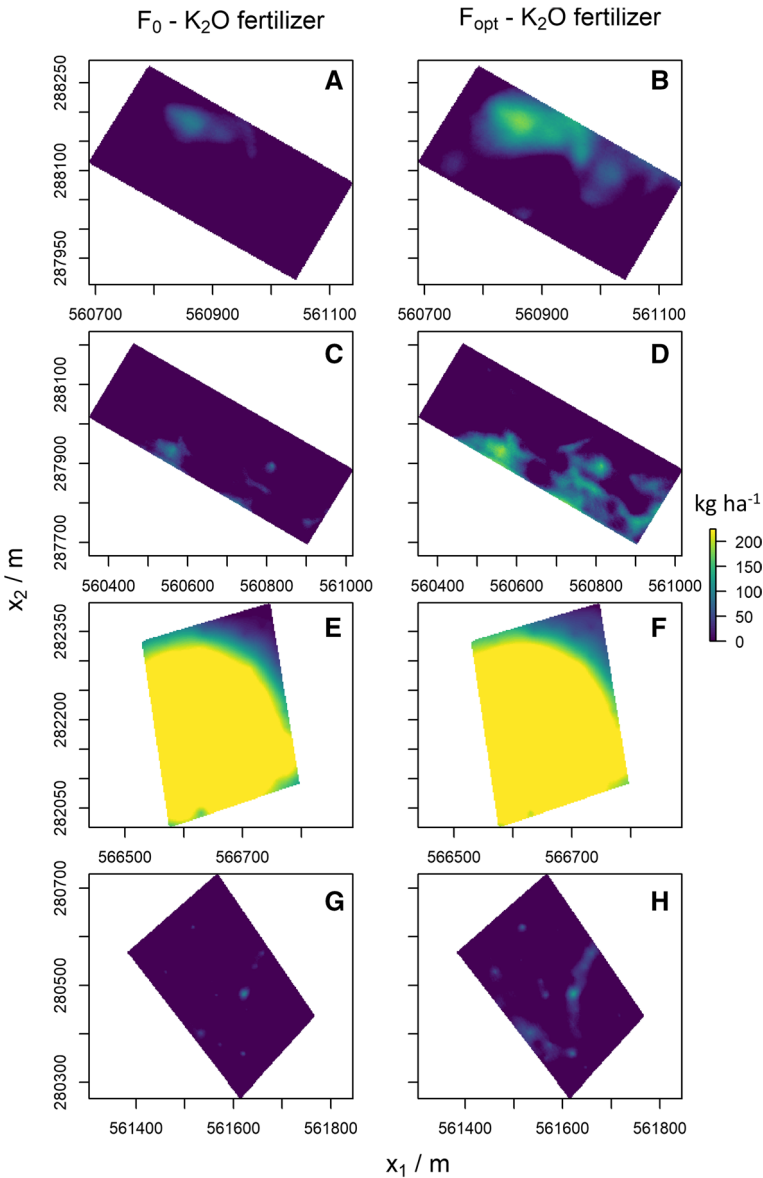 F0 - K2O fertilizer
Fopt - K2O fertilizer
A
B
288250
288100
287950
560700 560900 561100
560700 560900 561100
C
D
288100
287900
287700
560400 560600 560800 561000
560400 560600 560800 561000
kg ha-1
200
150
100
50
0
x2 / m
E
F
282350
282200
282050
566500 566700
566500 566700
G
H
280700
280500
280300
561400 561600 561800
561400 561600 561800
x1 / m